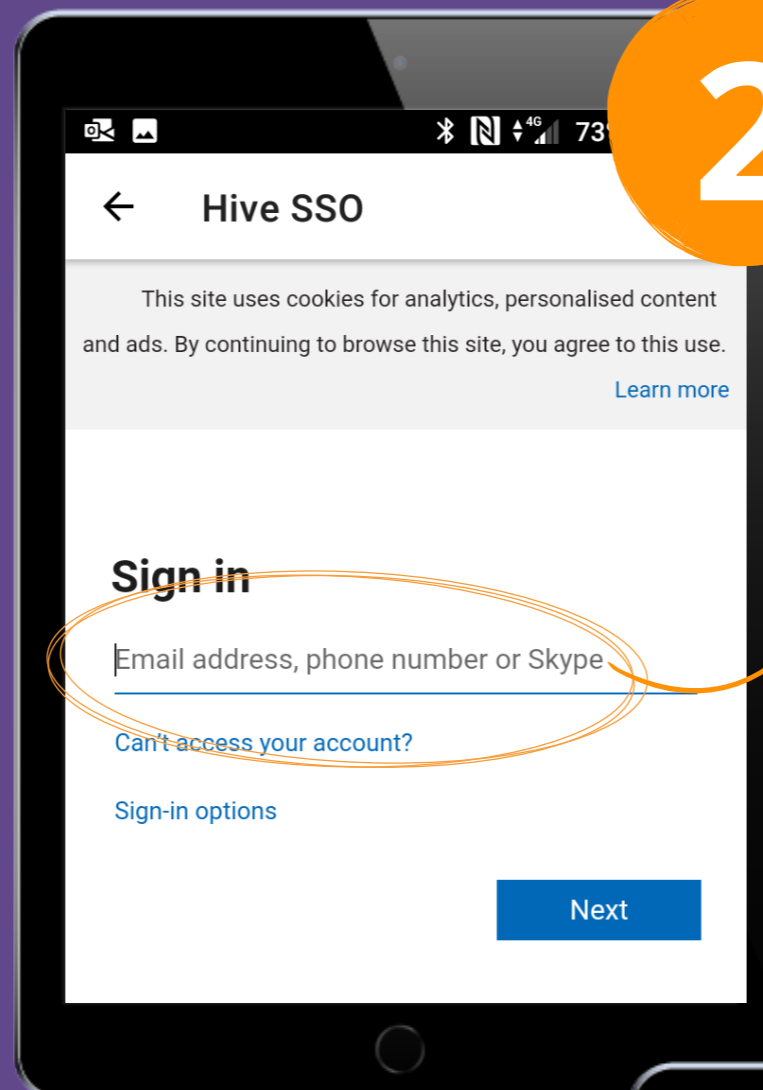 2
4G 73
Hive SSO
This site uses cookies for analytics, personalised content
and ads. By continuing to browse this site, you agree to this use.
Learn more
Sign in
Email address, phone number or Skype
Can't access your account?
Sign-in options
Next